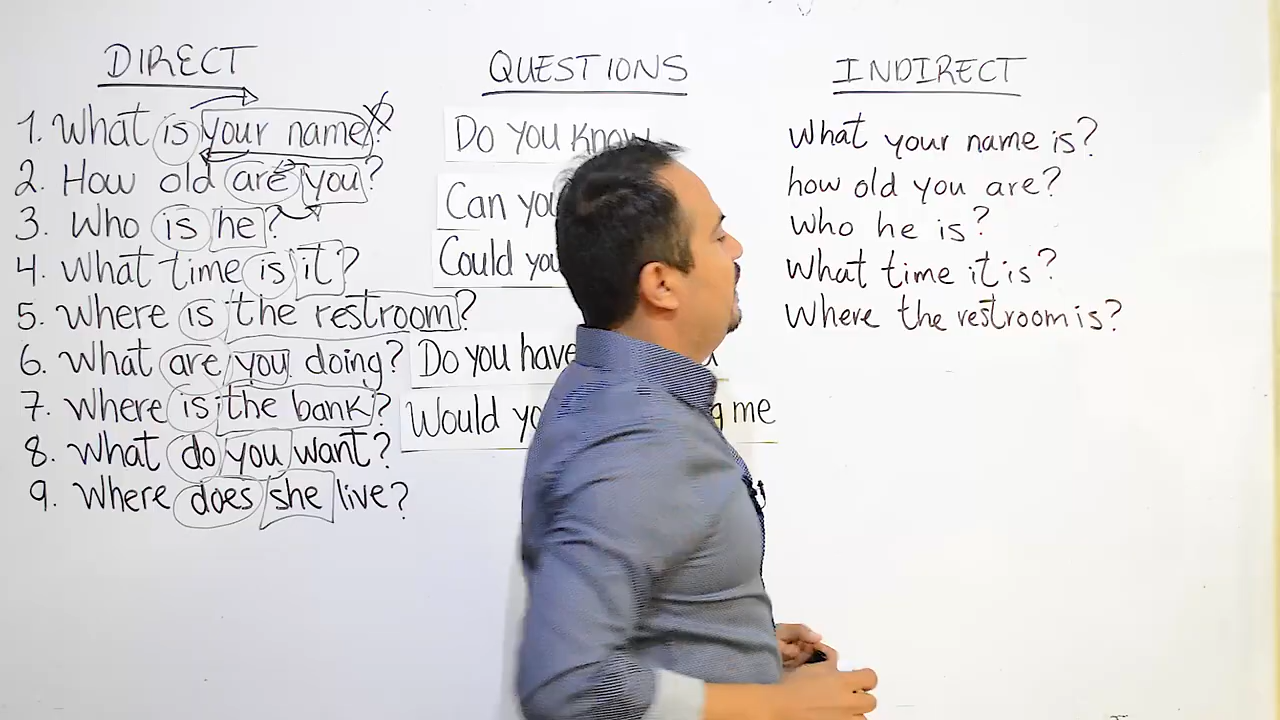 DIRECT
1. What is your name?
2. How old are you?
3. Who is he?
4. What time is it?
5. Where is the restroom?
6. What are you doing?
7. Where is the bank?
8. What do you want?
9. Where does she live?
QUESTIONS
Do you know
Can you
Could you
Do you have
Would me
INDIRECT
What your name is?
how old you are?
Who he is?
What time it is?
Where the restroom is?